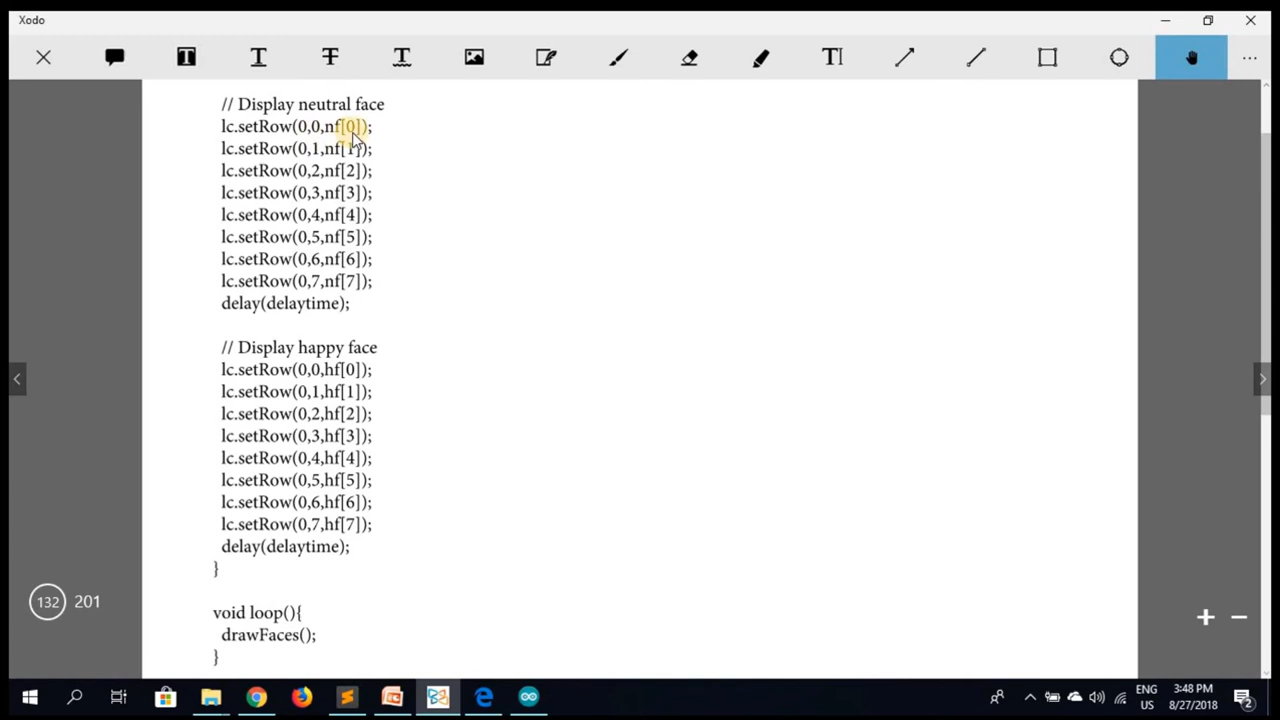 Xodo
// Display neutral face
lc.setRow(0,0,nf[0]);
lc.setRow(0,1,nf[1]);
lc.setRow(0,2,nf[2]);
lc.setRow(0,3,nf[3]);
lc.setRow(0,4,nf[4]);
lc.setRow(0,5,nf[5]);
lc.setRow(0,6,nf[6]);
lc.setRow(0,7,nf[7]);
delay(delaytime);
// Display happy face
lc.setRow(0,0,hf[0]);
lc.setRow(0,1,hf[1]);
lc.setRow(0,2,hf[2]);
lc.setRow(0,3,hf[3]);
lc.setRow(0,4,hf[4]);
lc.setRow(0,5,hf[5]);
lc.setRow(0,6,hf[6]);
lc.setRow(0,7,hf[7]);
delay(delaytime);
}
132 201
void loop(){
drawFaces();
}
ENG
US
3:48 PM
8/27/2018
2